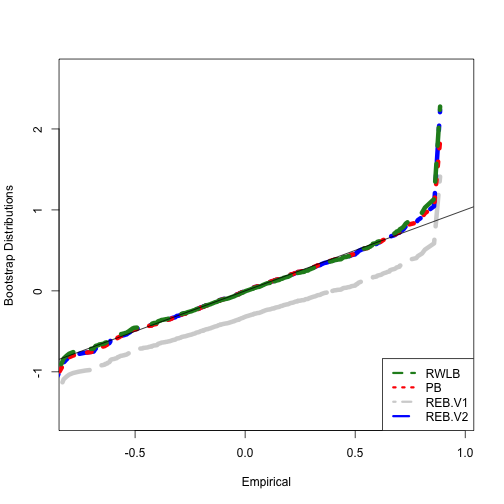 2
1
0
-1
Bootstrap Distributions
-0.5 0.0 0.5 1.0
Empirical
RWLB
PB
REB.V1
REB.V2